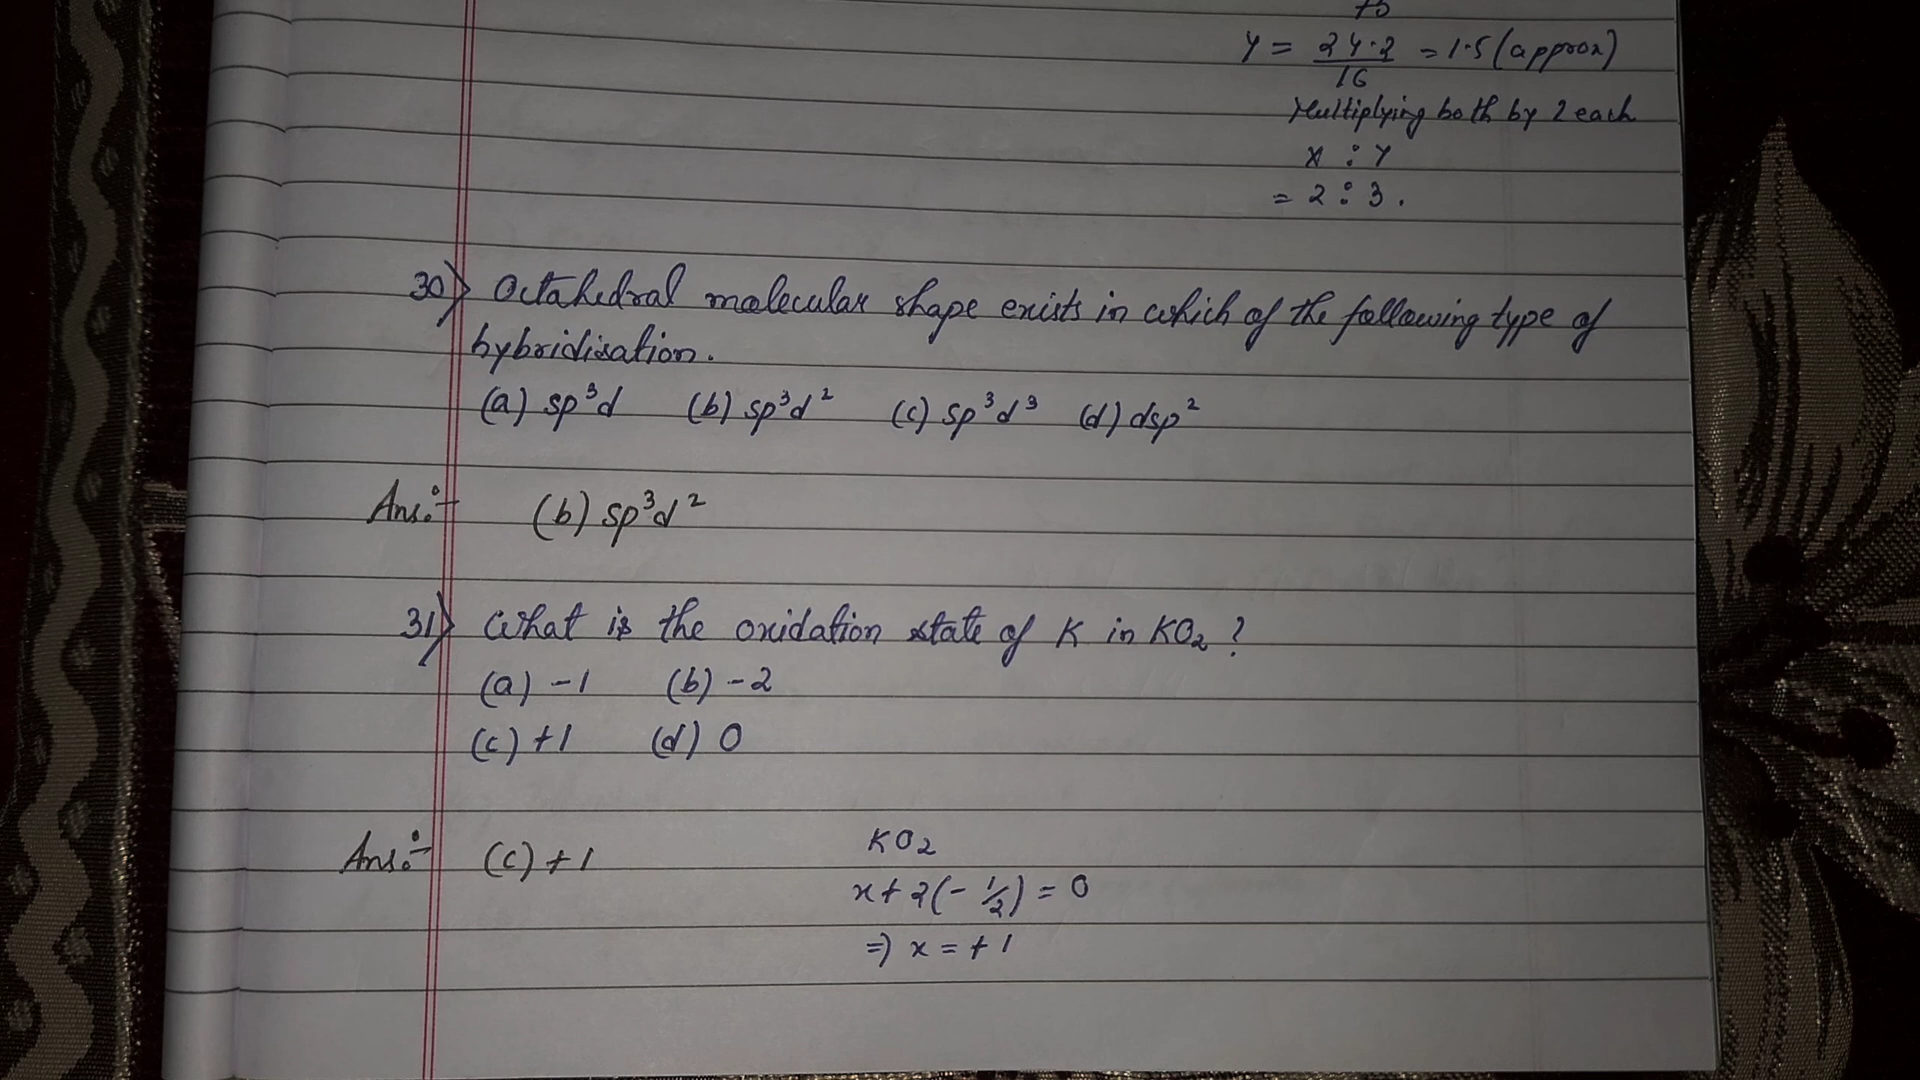 75
Y = 24.2/16 = 1.5 (approx)
Multiplying both by 2 each
X : Y
= 2 : 3.
30) Octahedral molecular shape exists in which of the following type of
hybridisation.
(a) sp³d (b) sp³d² (c) sp³d³ (d) dsp²
Ans:- (b) sp³d²
31) What is the oxidation state of K in KO₂ ?
(a) -1 (b) -2
(c) +1 (d) 0
Ans:- (c) +1
KO₂
x + 2(-1/2) = 0
=) x = +1